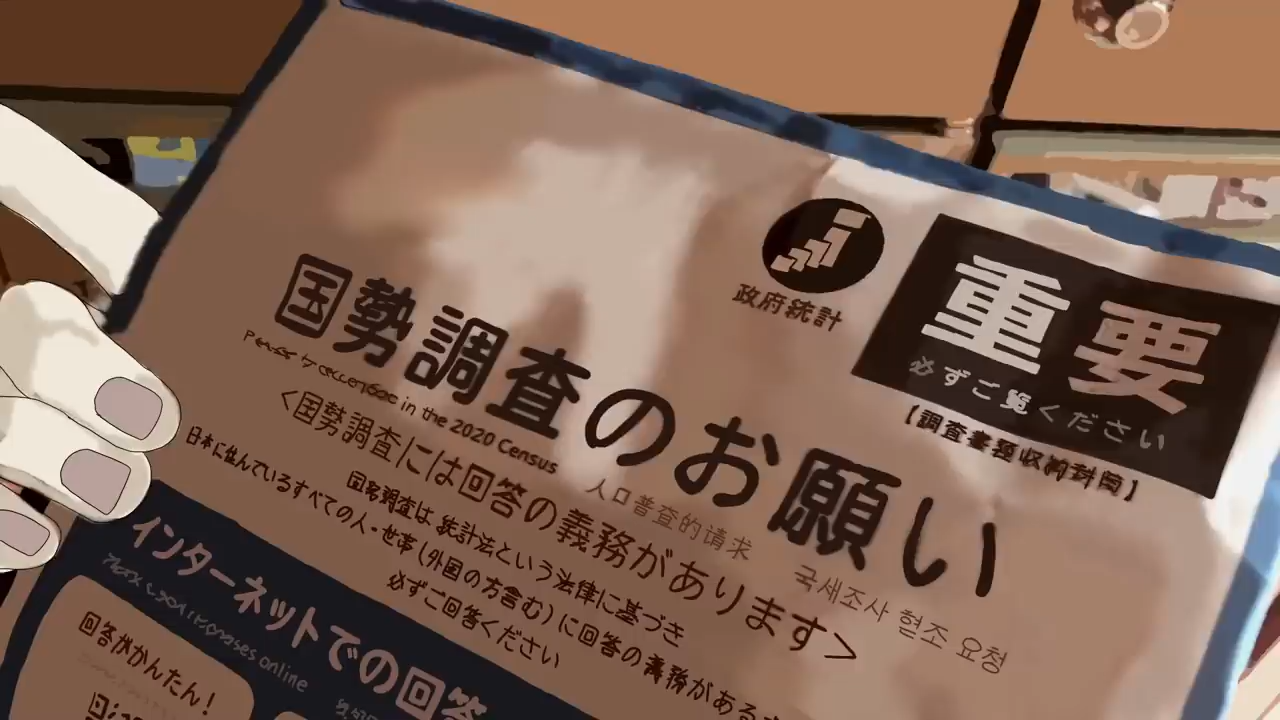 政府統計
重要
必ずご覧ください
【調査書類収納封筒】
国勢調査のお願い
in the 2020 Census
人口普査的请求
국세조사 협조 요청
<国勢調査には回答の義務があります>
国勢調査は 統計法という法律に基づき
日本に住んでいるすべての人・世帯(外国の方含む)に回答の義務がある
必ずご回答ください
インターネットでの回答
online
回答がかんたん!